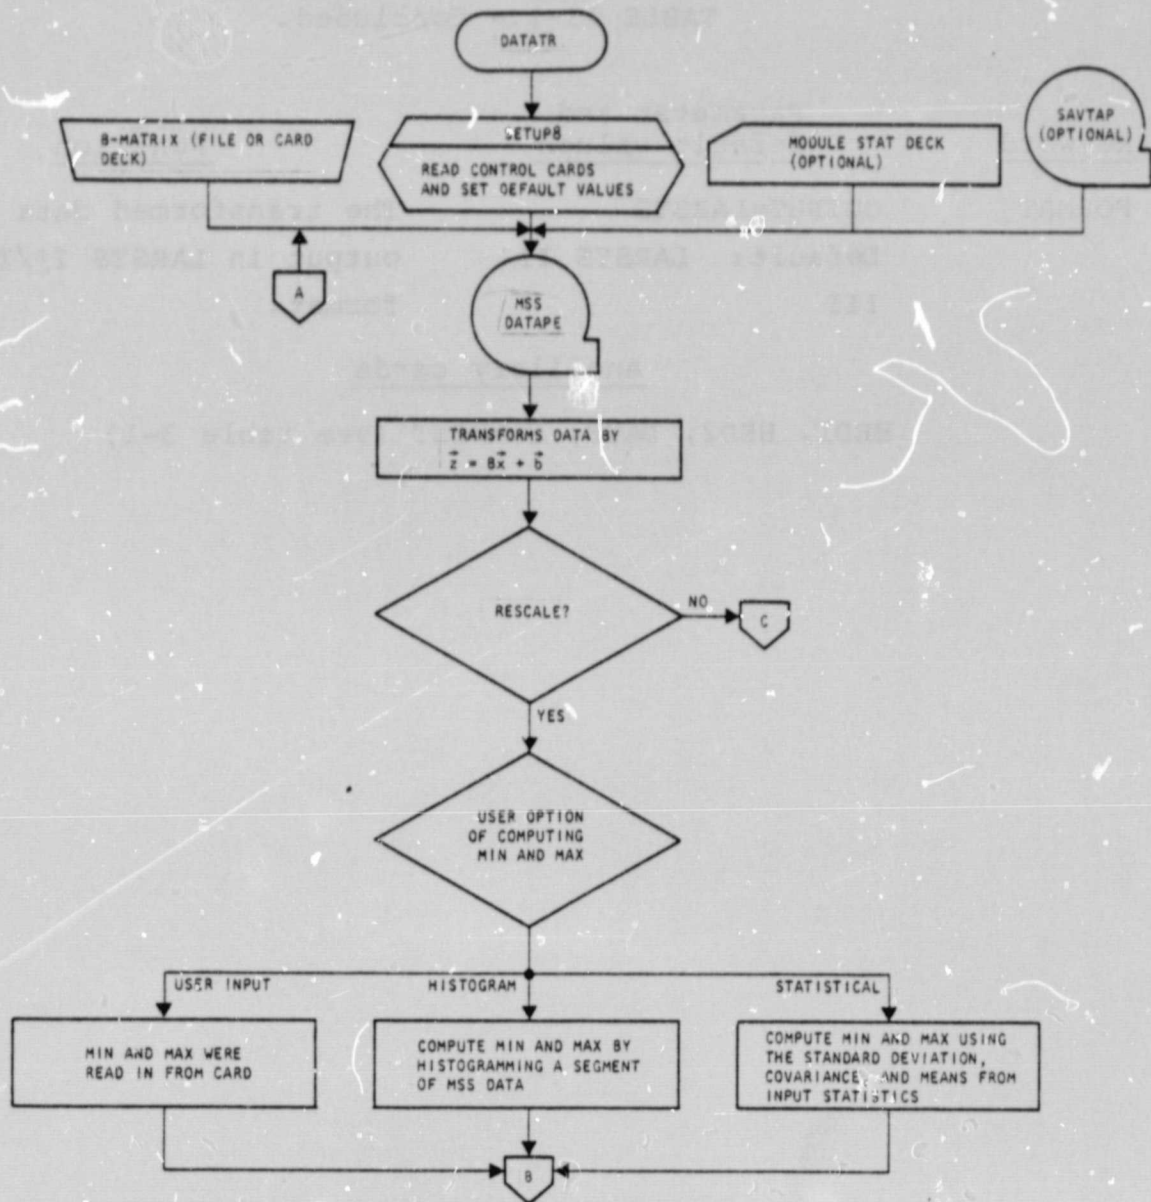 DATATR
B-MATRIX (FILE OR CARD
DECK)
SETUP8
READ CONTROL CARDS
AND SET DEFAULT VALUES
MODULE STAT DECK
(OPTIONAL)
SAVTAP
(OPTIONAL)
A
MSS
DATAPE
TRANSFORMS DATA BY
z⃗ = Bx⃗ + b⃗
RESCALE?
NO
C
YES
USER OPTION
OF COMPUTING
MIN AND MAX
USER INPUT
HISTOGRAM
STATISTICAL
MIN AND MAX WERE
READ IN FROM CARD
COMPUTE MIN AND MAX BY
HISTOGRAMMING A SEGMENT
OF MSS DATA
COMPUTE MIN AND MAX USING
THE STANDARD DEVIATION,
COVARIANCE, AND MEANS FROM
INPUT STATISTICS
B